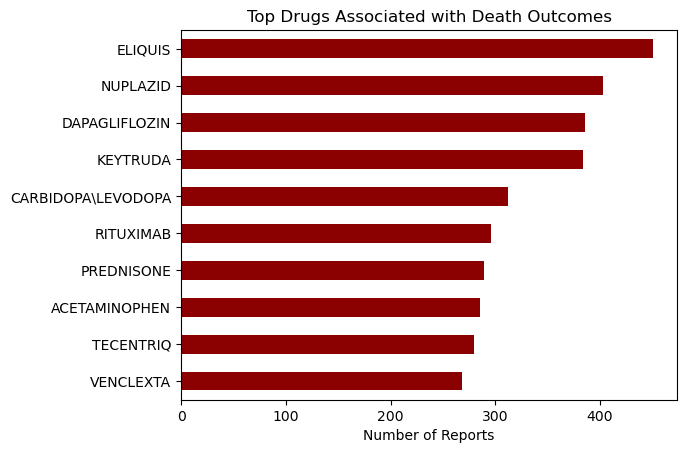 Top Drugs Associated with Death Outcomes
ELIQUIS
NUPLAZID
DAPAGLIFLOZIN
KEYTRUDA
CARBIDOPA\LEVODOPA
RITUXIMAB
PREDNISONE
ACETAMINOPHEN
TECENTRIQ
VENCLEXTA
0 100 200 300 400
Number of Reports